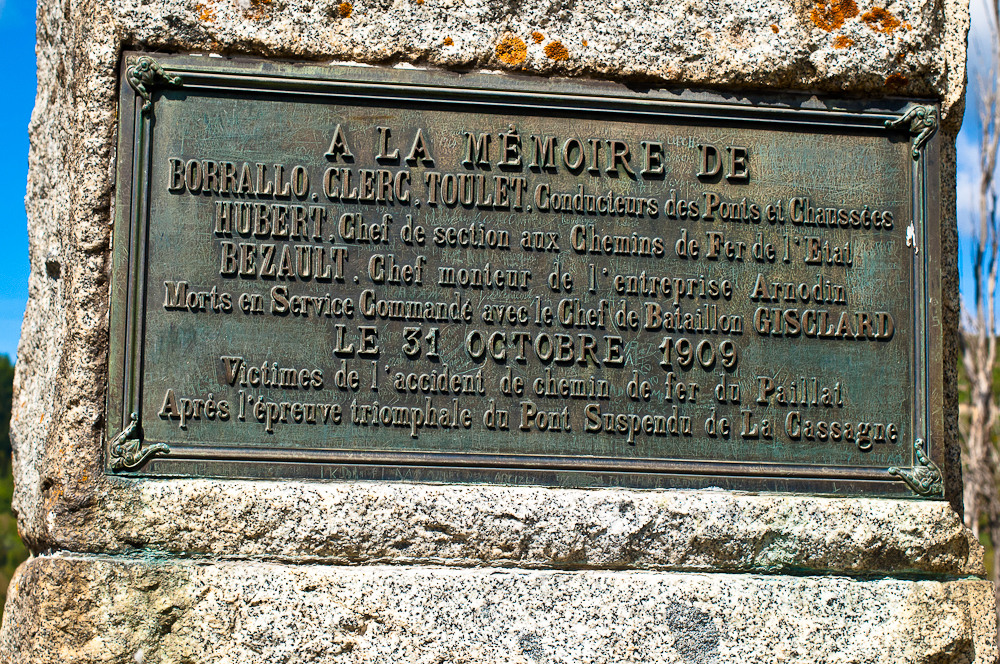 A LA MÉMOIRE DE
BORRALLO, CLERC, TOULET, Conducteurs des Ponts et Chaussées
HUBERT, Chef de section aux Chemins de Fer de l'Etat
BEZAULT, Chef monteur de l'entreprise Arnodin
Morts en Service Commandé avec le Chef de Bataillon GISCLARD
LE 31 OCTOBRE 1909
Victimes de l'accident de chemin de fer du Paillat
Après l'épreuve triomphale du Pont Suspendu de La Cassagne